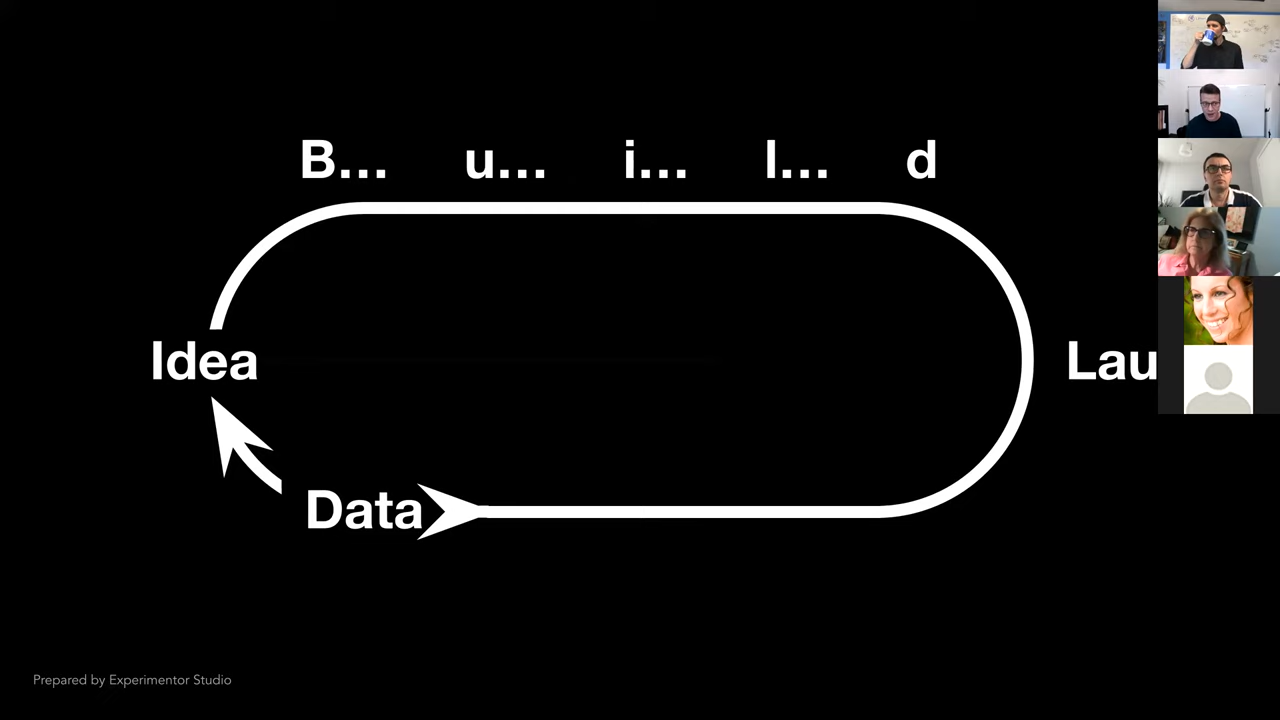 B... u... i... l... d
Idea
Lau
Data
Prepared by Experimentor Studio